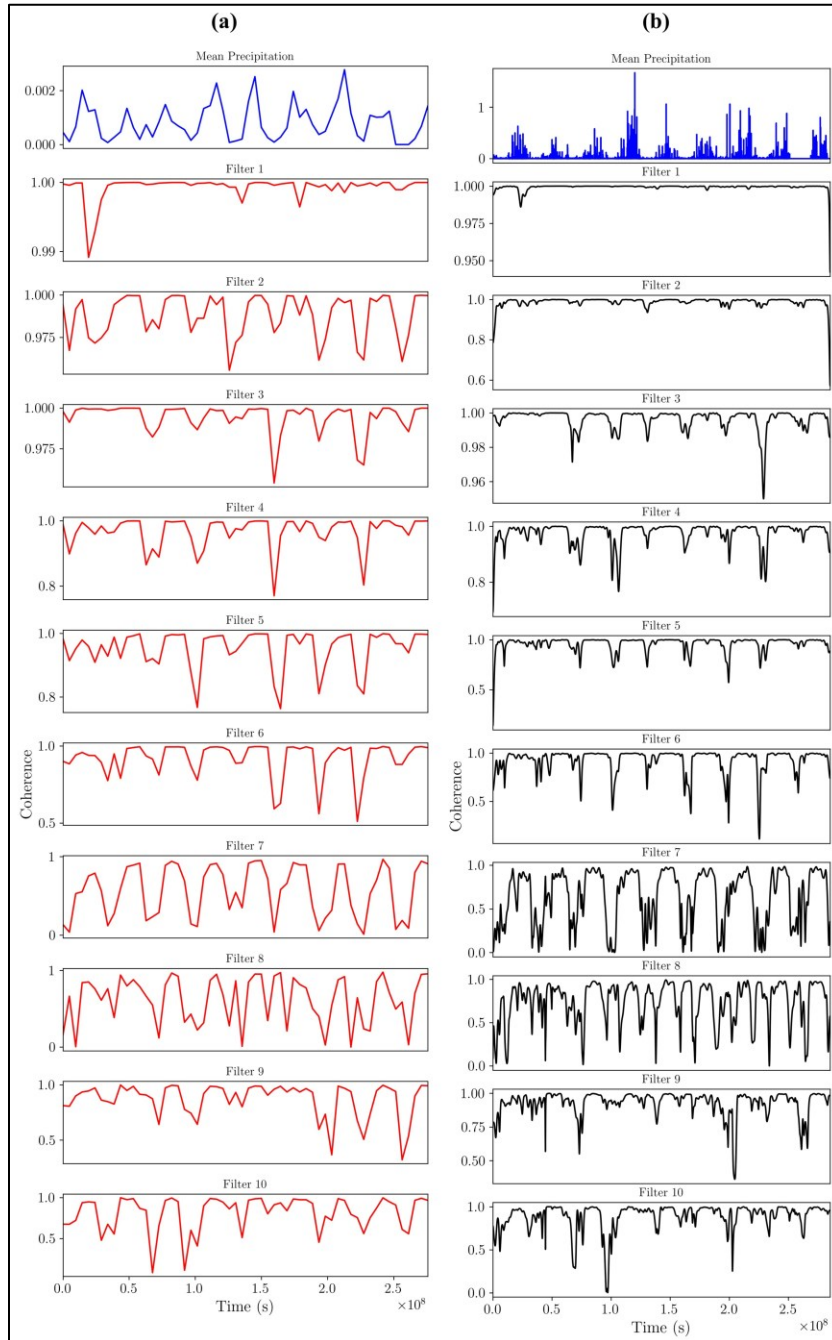 (a)
Mean Precipitation
0.002
0.000
Filter 1
1.00
0.99
Filter 2
1.000
0.975
Filter 3
1.000
0.975
Filter 4
1.0
0.8
Filter 5
1.0
0.8
Filter 6
1.0
0.5
Coherence
Filter 7
1
0
Filter 8
1
0
Filter 9
1.0
0.5
Filter 10
1.0
0.5
0.0 0.5 1.0 1.5 2.0 2.5
Time (s) ×10⁸
(b)
Mean Precipitation
1
0
Filter 1
1.000
0.975
0.950
Filter 2
1.0
0.8
0.6
Filter 3
1.00
0.98
0.96
Filter 4
1.0
0.8
Filter 5
1.0
0.5
Filter 6
1.0
0.5
Coherence
Filter 7
1.0
0.5
0.0
Filter 8
1.0
0.5
0.0
Filter 9
1.00
0.75
0.50
Filter 10
1.0
0.5
0.0
0.0 0.5 1.0 1.5 2.0 2.5
Time (s) ×10⁸